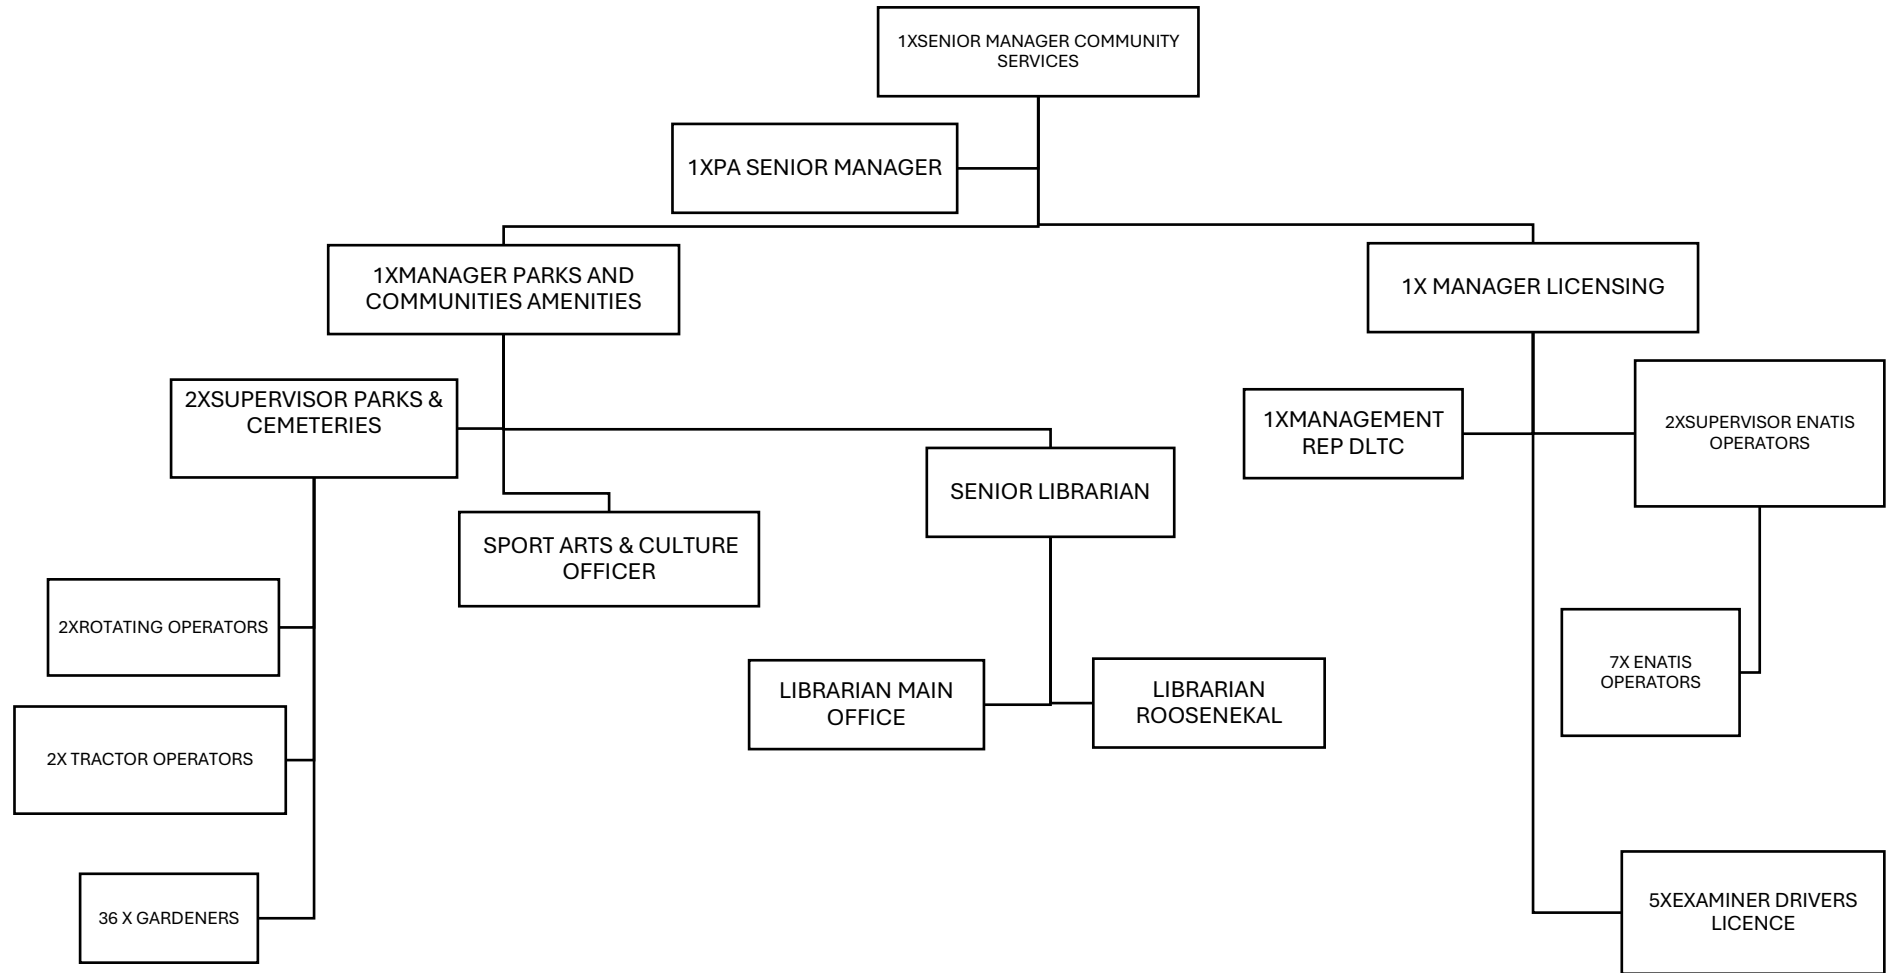 1XSENIOR MANAGER COMMUNITY
SERVICES
1XPA SENIOR MANAGER
1XMANAGER PARKS AND
COMMUNITIES AMENITIES
1X MANAGER LICENSING
2XSUPERVISOR PARKS &
CEMETERIES
1XMANAGEMENT
REP DLTC
2XSUPERVISOR ENATIS
OPERATORS
SENIOR LIBRARIAN
SPORT ARTS & CULTURE
OFFICER
2XROTATING OPERATORS
LIBRARIAN MAIN
OFFICE
LIBRARIAN
ROOSENEKAL
7X ENATIS
OPERATORS
2X TRACTOR OPERATORS
36 X GARDENERS
5XEXAMINER DRIVERS
LICENCE